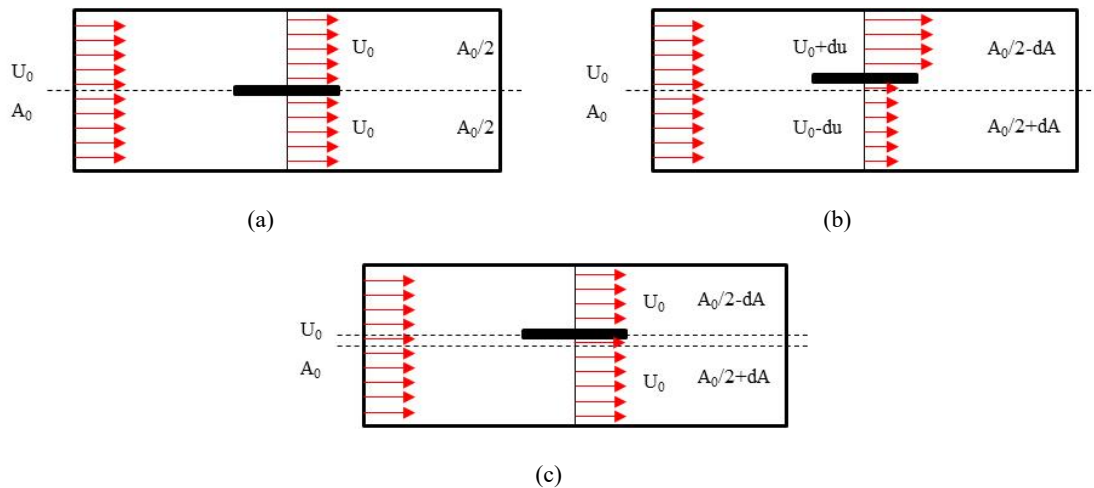 U₀
A₀
U₀
A₀/2
U₀
A₀/2
(a)
U₀
A₀
U₀+du
A₀/2-dA
U₀-du
A₀/2+dA
(b)
U₀
A₀
U₀
A₀/2-dA
U₀
A₀/2+dA
(c)